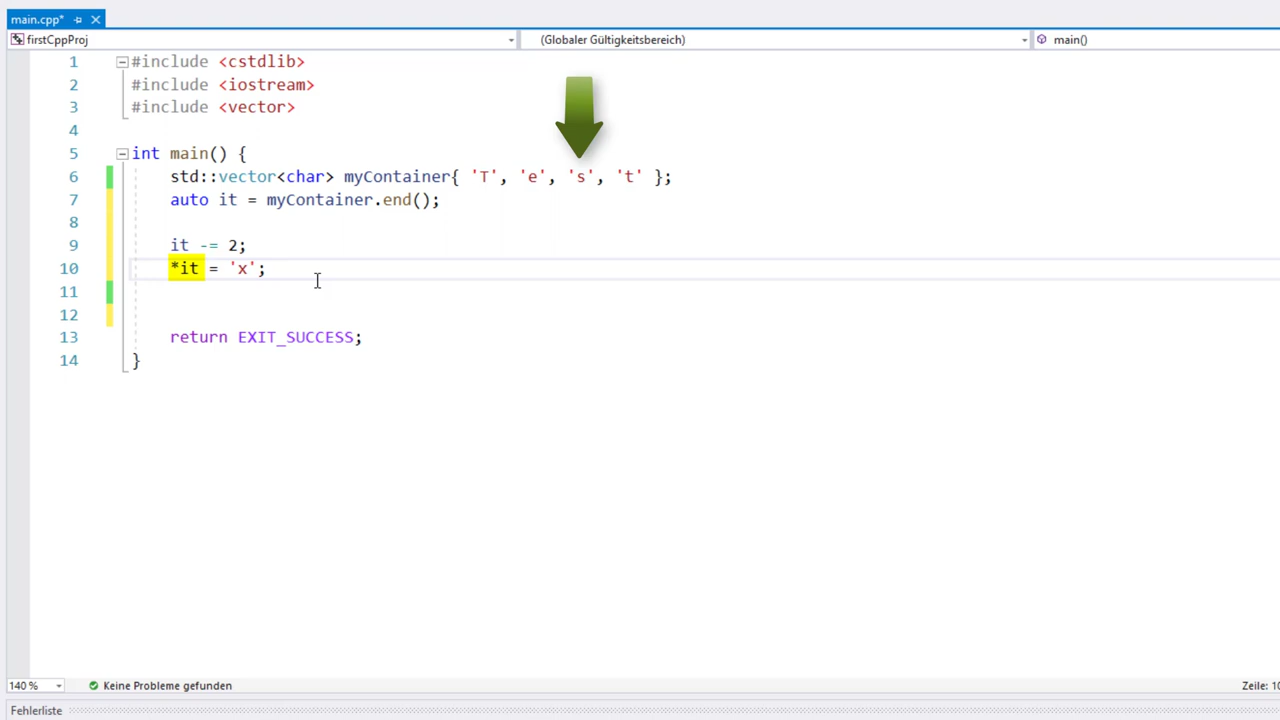 main.cpp*
firstCppProj (Globaler Gültigkeitsbereich) main()
1 #include <cstdlib>
2 #include <iostream>
3 #include <vector>
4
5 int main() {
6 std::vector<char> myContainer{ 'T', 'e', 's', 't' };
7 auto it = myContainer.end();
8
9 it -= 2;
10 *it = 'x';
11
12
13 return EXIT_SUCCESS;
14 }
140 % Keine Probleme gefunden Zeile: 10
Fehlerliste